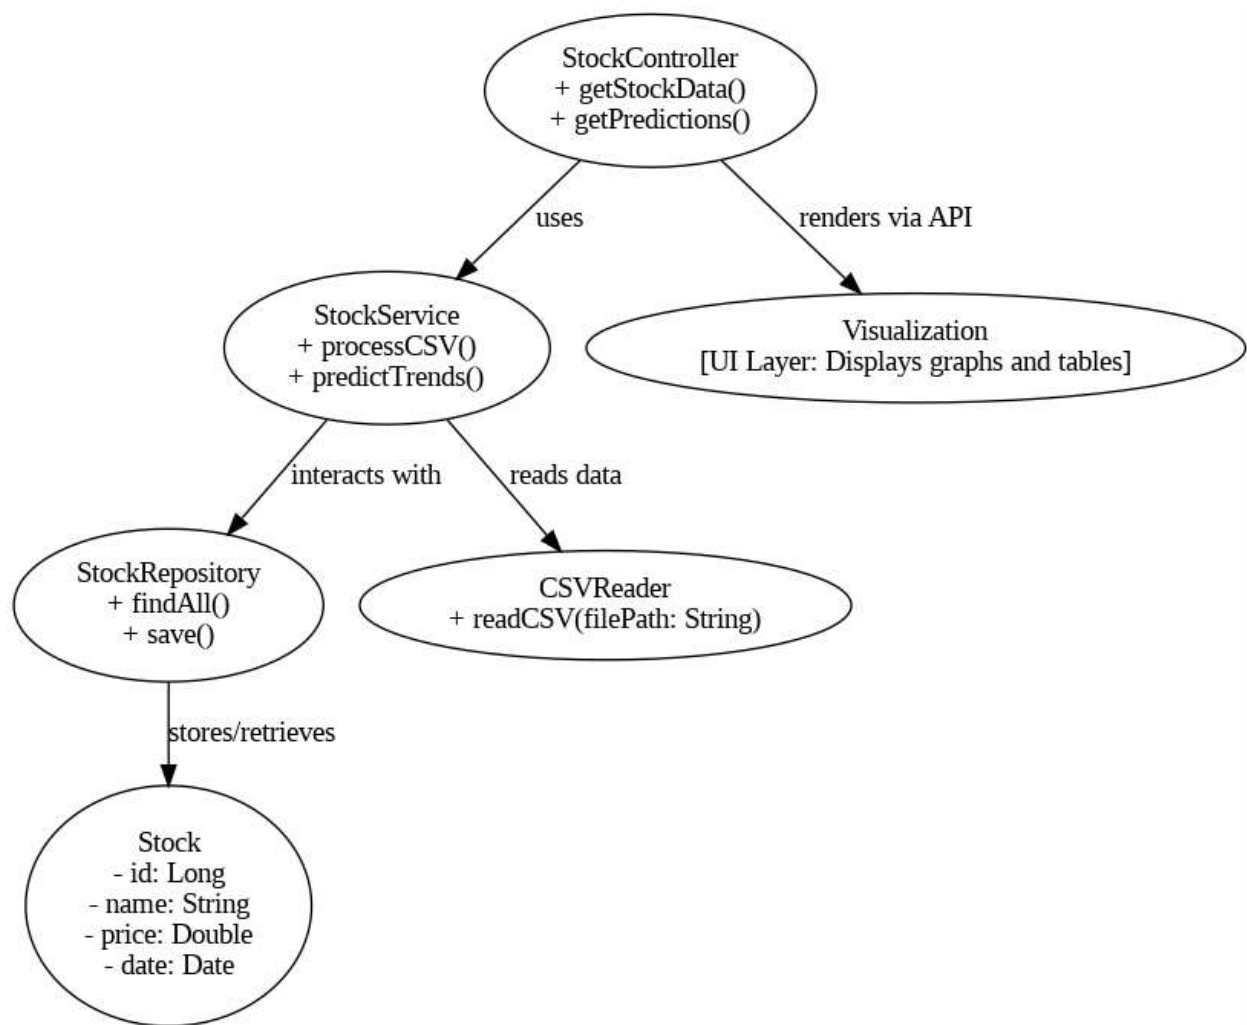 StockController
+ getStockData()
+ getPredictions()
uses
renders via API
StockService
+ processCSV()
+ predictTrends()
Visualization
[UI Layer: Displays graphs and tables]
interacts with
reads data
StockRepository
+ findAll()
+ save()
CSVReader
+ readCSV(filePath: String)
stores/retrieves
Stock
- id: Long
- name: String
- price: Double
- date: Date